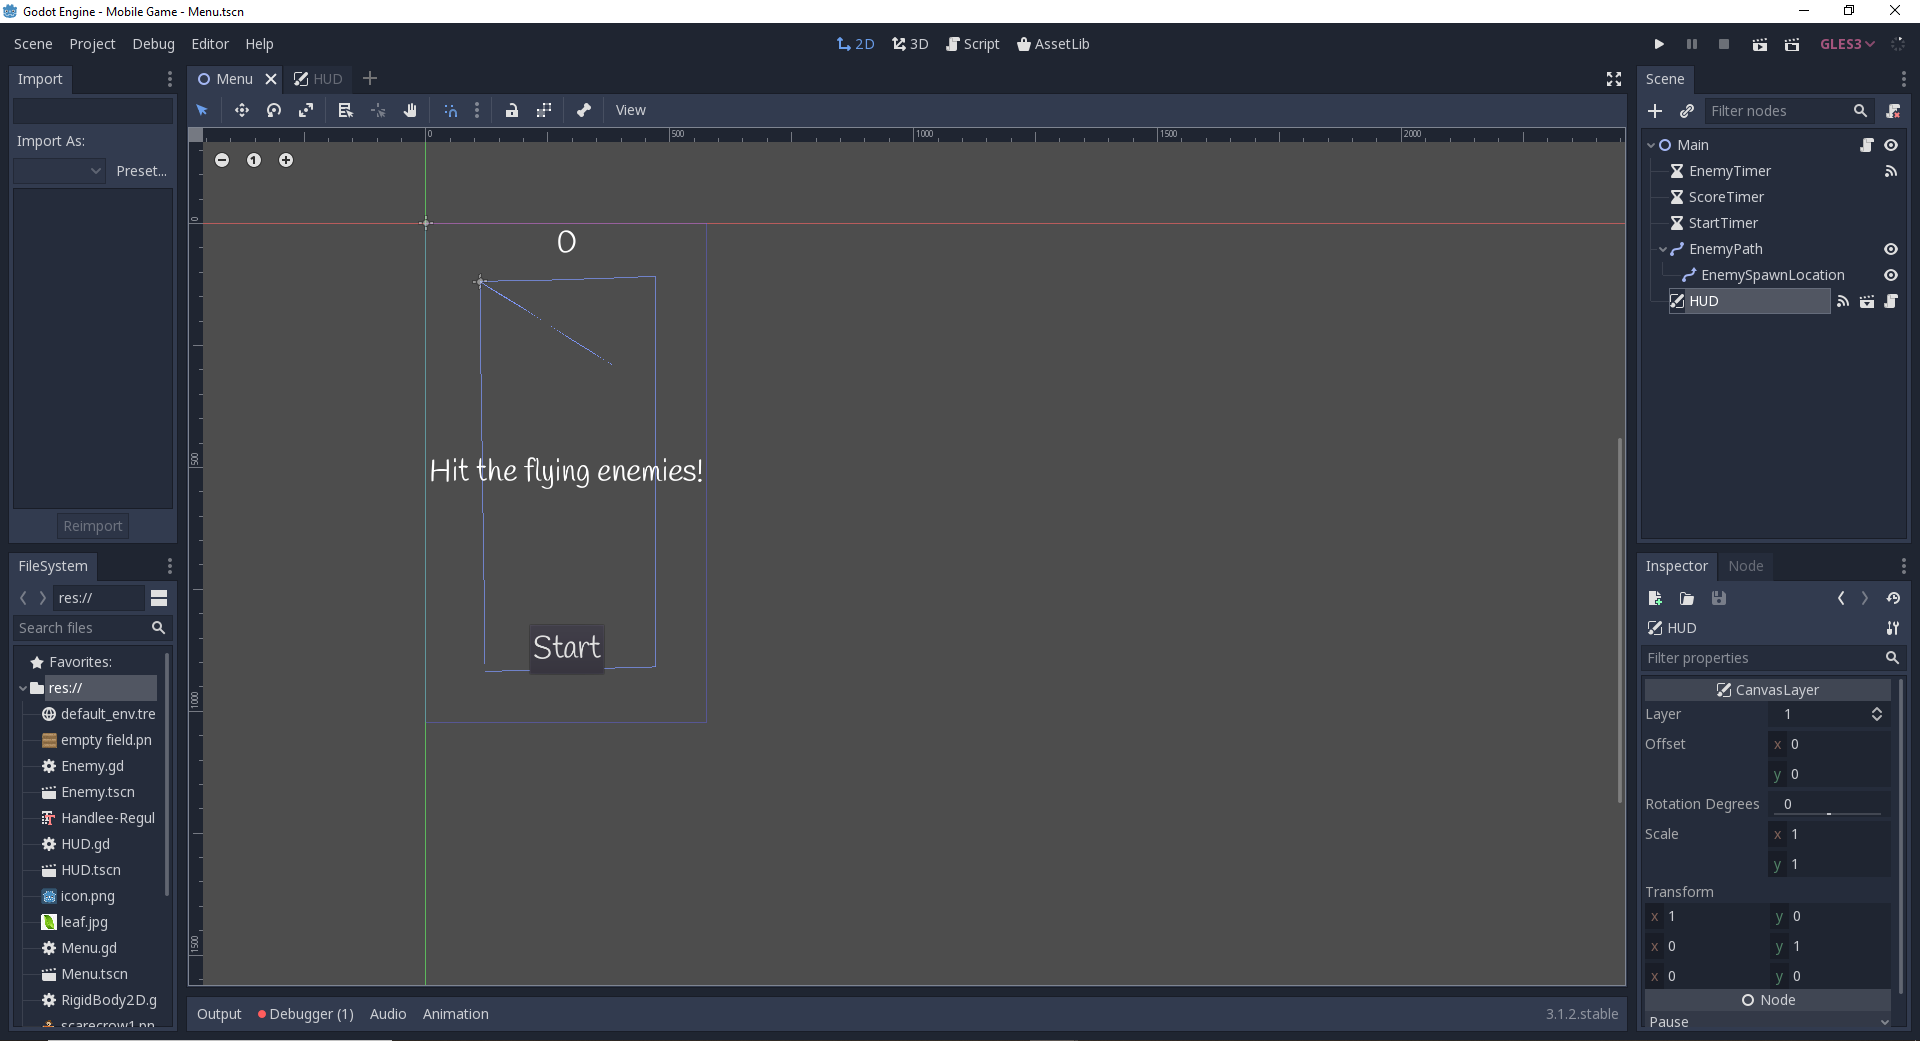 Godot Engine - Mobile Game - Menu.tscn
Scene Project Debug Editor Help
2D 3D Script AssetLib
GLES3
Import
Import As:
Preset...
Reimport
FileSystem
res://
Search files
Favorites:
res://
default_env.tre
empty field.pn
Enemy.gd
Enemy.tscn
Handlee-Regul
HUD.gd
HUD.tscn
icon.png
leaf.jpg
Menu.gd
Menu.tscn
RigidBody2D.g
scarecrow1.pn
Menu HUD
View
0 500 1000 1500 2000
1
0
500
1000
1500
0
Hit the flying enemies!
Start
Output Debugger (1) Audio Animation
3.1.2.stable
Scene
Filter nodes
Main
EnemyTimer
ScoreTimer
StartTimer
EnemyPath
EnemySpawnLocation
HUD
Inspector Node
HUD
Filter properties
CanvasLayer
Layer 1
Offset x 0
y 0
Rotation Degrees 0
Scale x 1
y 1
Transform
x 1 y 0
x 0 y 1
x 0 y 0
Node
Pause